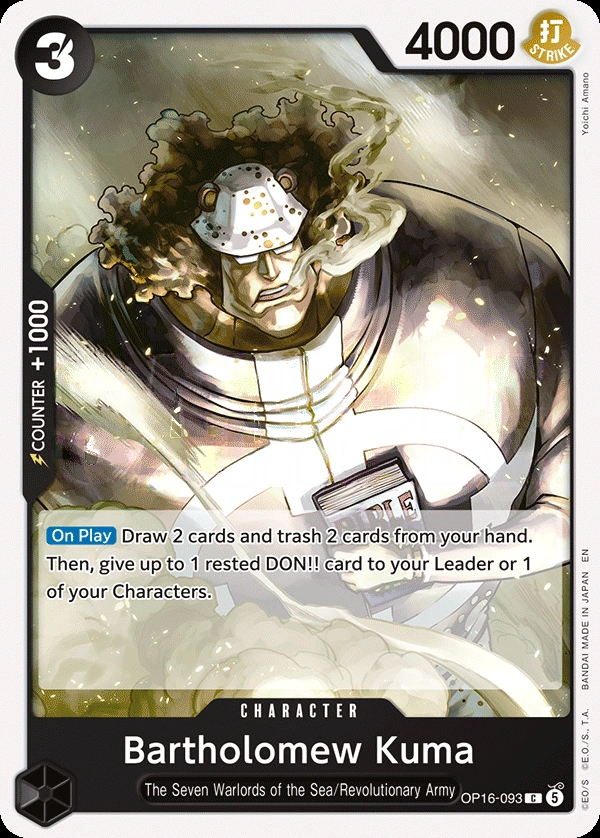 3
4000
打
STRIKE
Yoichi Amano
COUNTER +1000
BIBLE
On Play Draw 2 cards and trash 2 cards from your hand.
Then, give up to 1 rested DON!! card to your Leader or 1
of your Characters.
CHARACTER
Bartholomew Kuma
The Seven Warlords of the Sea/Revolutionary Army
OP16-093 C 5
©E.O/S ©E.O./S., T.A. BANDAI MADE IN JAPAN EN